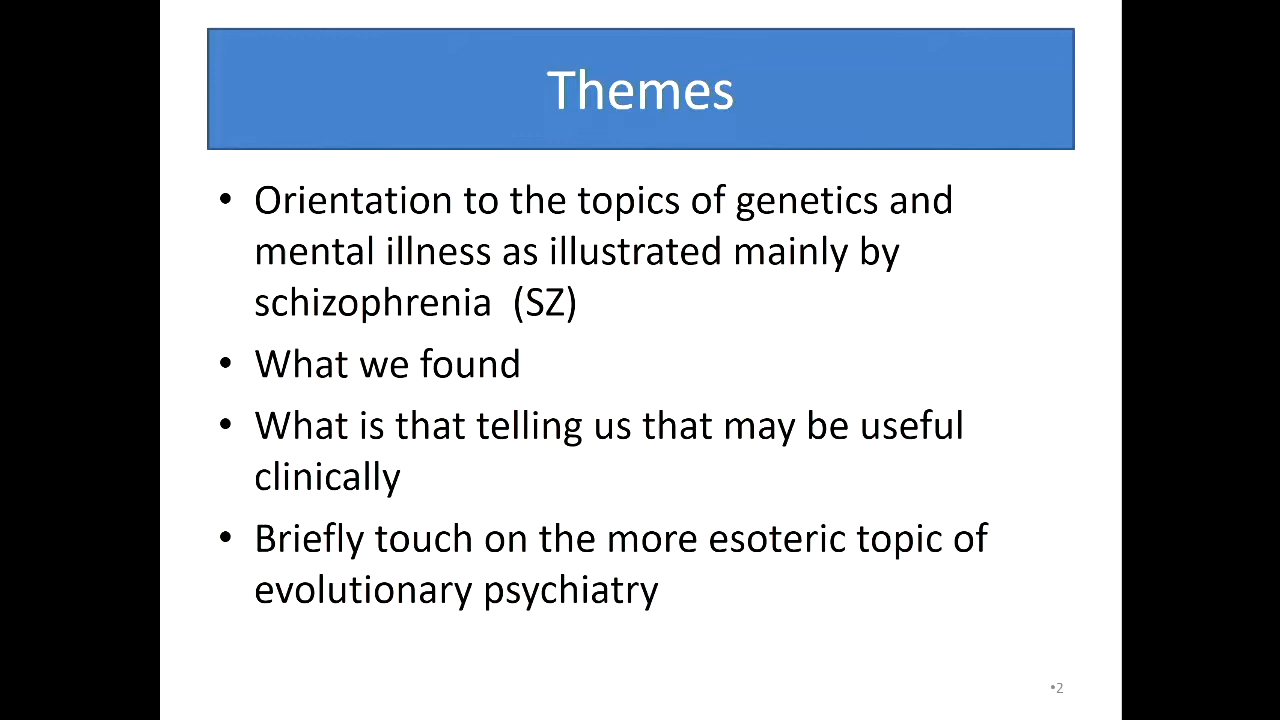 Themes
• Orientation to the topics of genetics and
mental illness as illustrated mainly by
schizophrenia  (SZ)
• What we found
• What is that telling us that may be useful
clinically
• Briefly touch on the more esoteric topic of
evolutionary psychiatry
•2